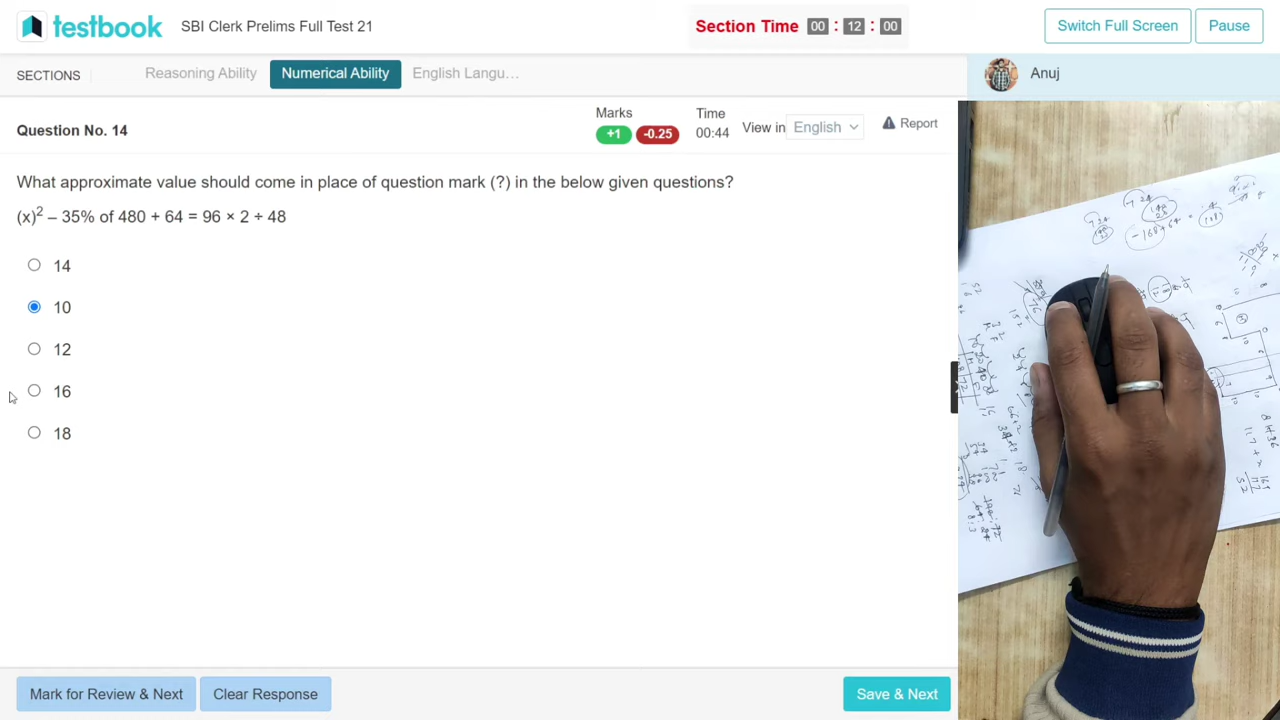 testbook
SBI Clerk Prelims Full Test 21
Section Time 00 : 12 : 00
Switch Full Screen
Pause
SECTIONS
Reasoning Ability
Numerical Ability
English Langu...
Anuj
Question No. 14
Marks
+1 -0.25
Time
00:44
View in English
Report
What approximate value should come in place of question mark (?) in the below given questions?
(x)² – 35% of 480 + 64 = 96 × 2 ÷ 48
14
10
12
16
18
-168+64
Mark for Review & Next
Clear Response
Save & Next